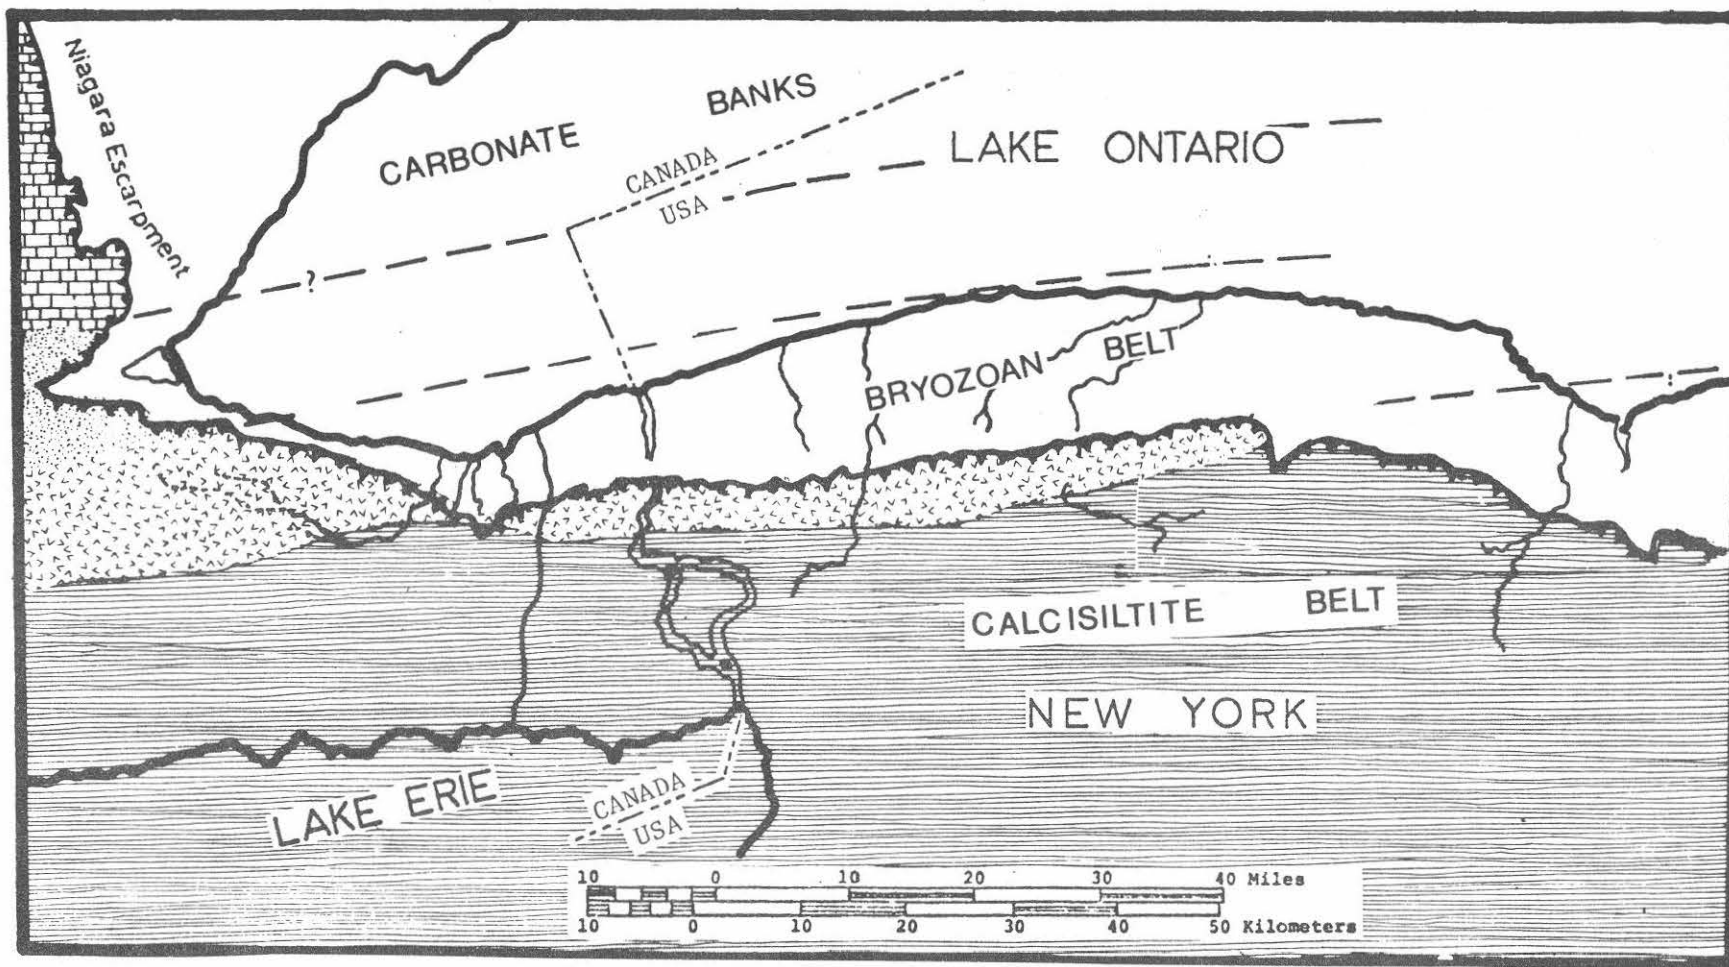 Niagara Escarpment
CARBONATE BANKS
CANADA
USA
LAKE ONTARIO
?
BRYOZOAN BELT
CALCISILTITE BELT
NEW YORK
LAKE ERIE
CANADA
USA
10 0 10 20 30 40 Miles
10 0 10 20 30 40 50 Kilometers